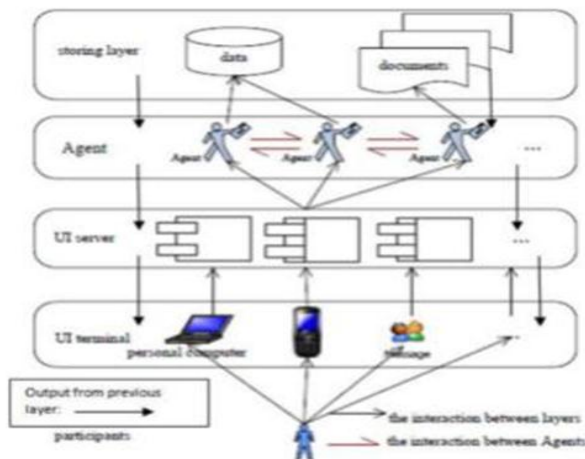 storing layer
data
documents
Agent
Agent
Agent
Agent
...
UI server
...
UI terminal
personal computer
...
Output from previous
layer:
participants
the interaction between layers
the interaction between Agents